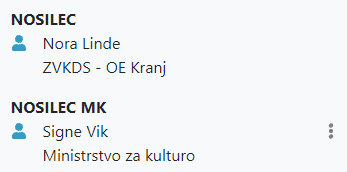 NOSILEC
Nora Linde
ZVKDS - OE Kranj
NOSILEC MK
Signe Vik
Ministrstvo za kulturo